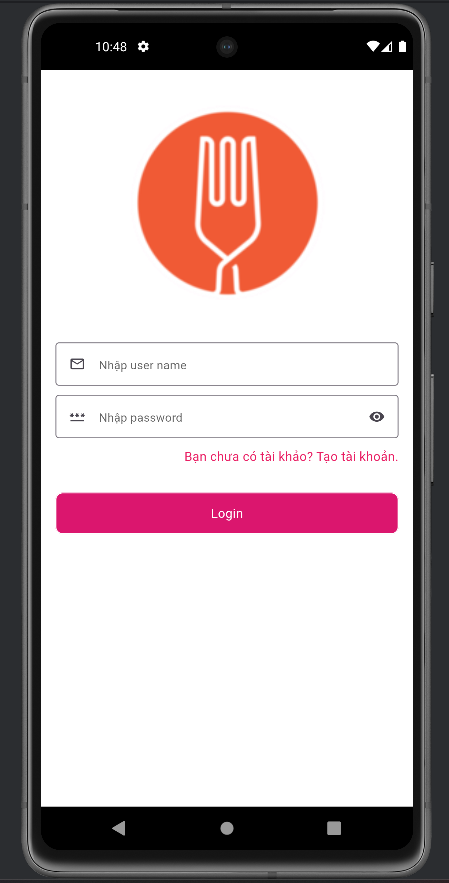 10:48
Nhập user name
Nhập password
Bạn chưa có tài khảo? Tạo tài khoản.
Login